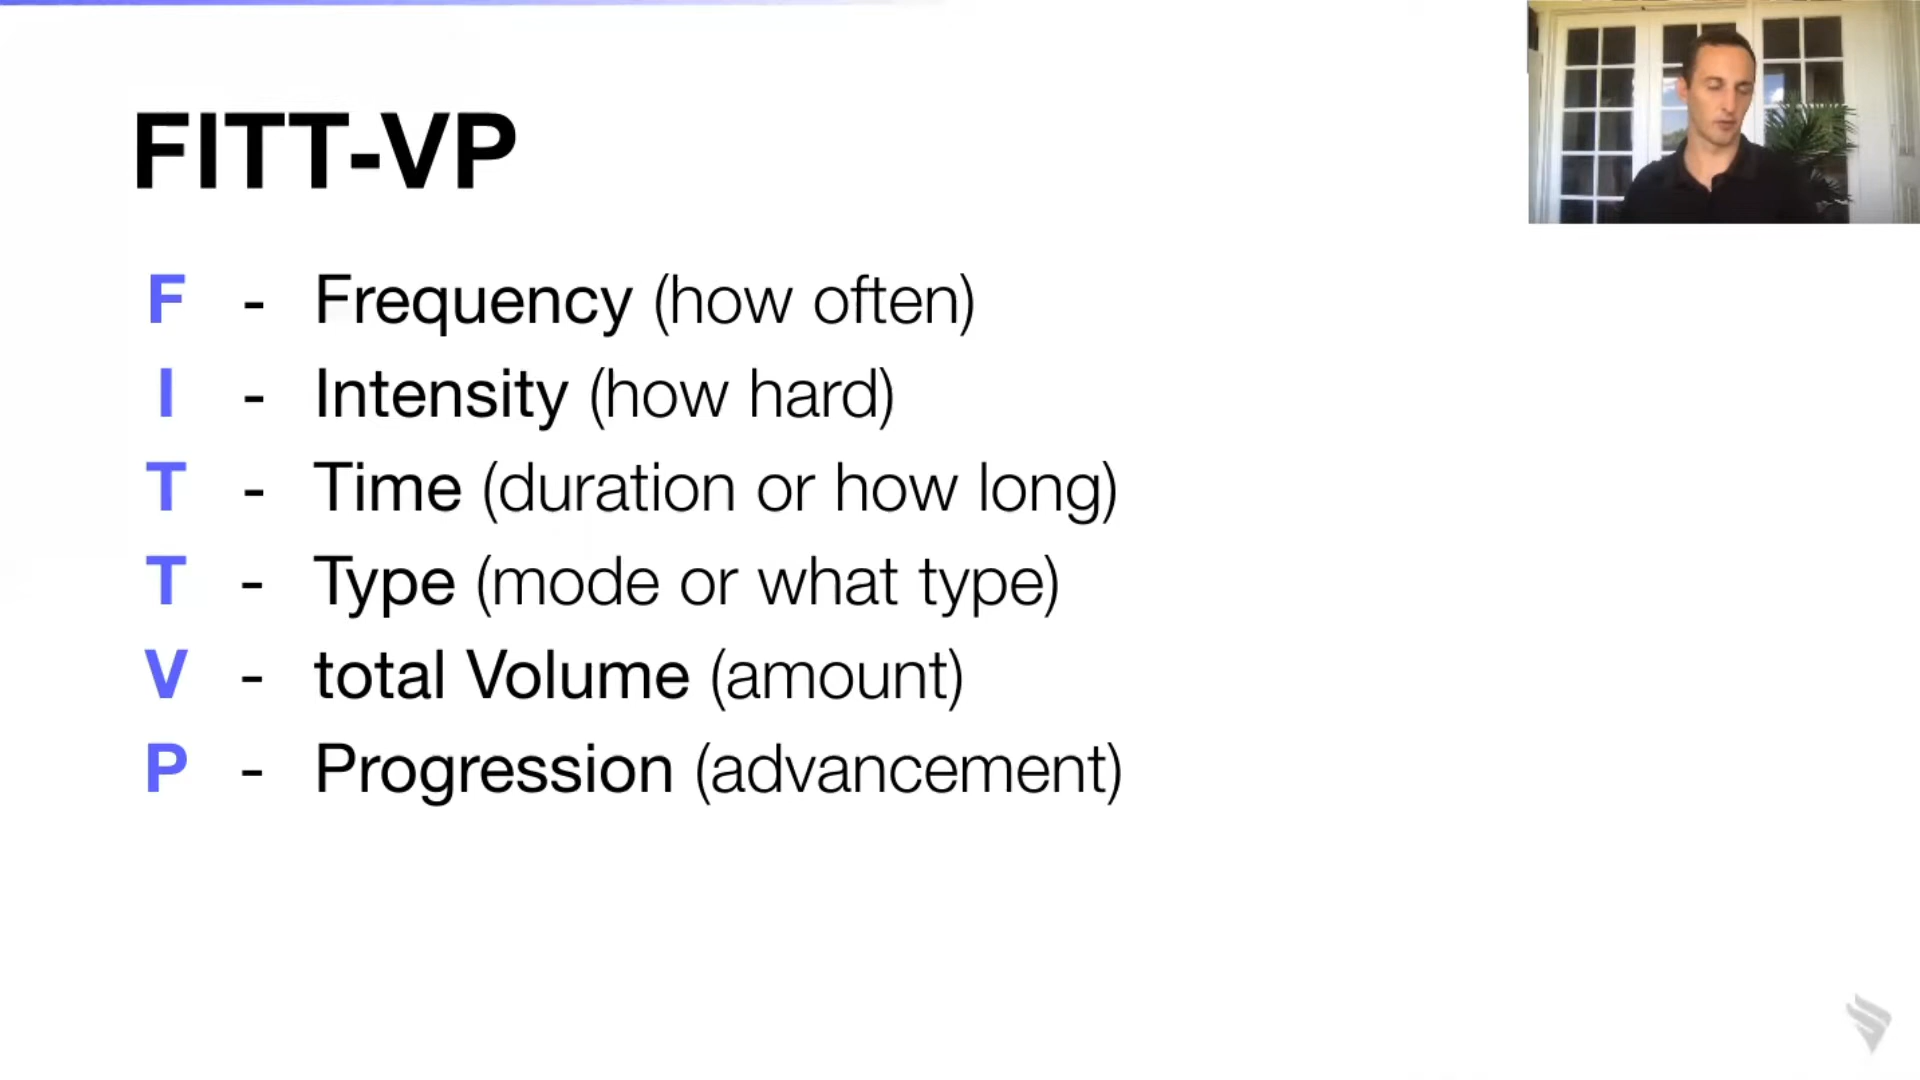 FITT-VP
F - Frequency (how often)
I - Intensity (how hard)
T - Time (duration or how long)
T - Type (mode or what type)
V - total Volume (amount)
P - Progression (advancement)